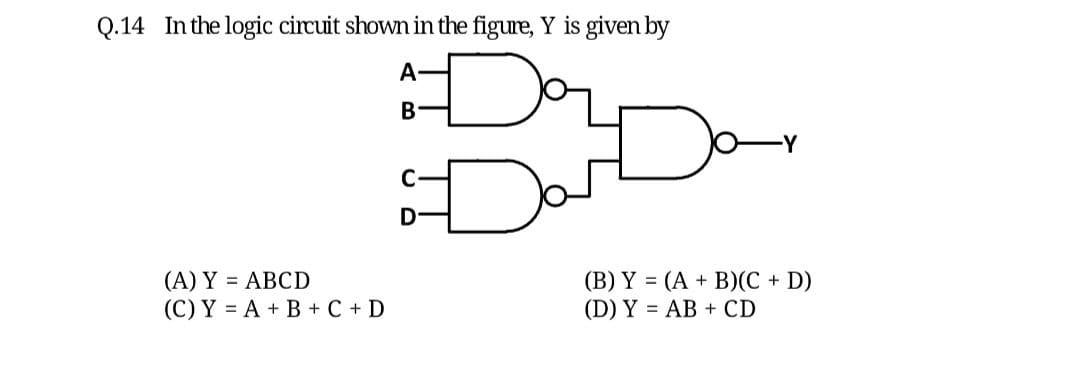 Q.14 In the logic circuit shown in the figure, Y is given by
A
B
Y
C
D
(A) Y = ABCD
(B) Y = (A + B)(C + D)
(C) Y = A + B + C + D
(D) Y = AB + CD